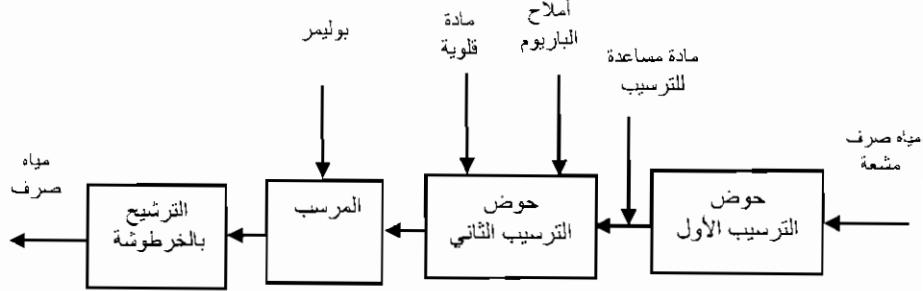 أملاح
الباريوم
مادة
قلوية
بوليمر
مادة مساعدة
للترسيب
مياه صرف
مشعة
حوض
الترسيب الأول
حوض
الترسيب الثاني
المرسب
الترشيح
بالخرطوشة
مياه
صرف